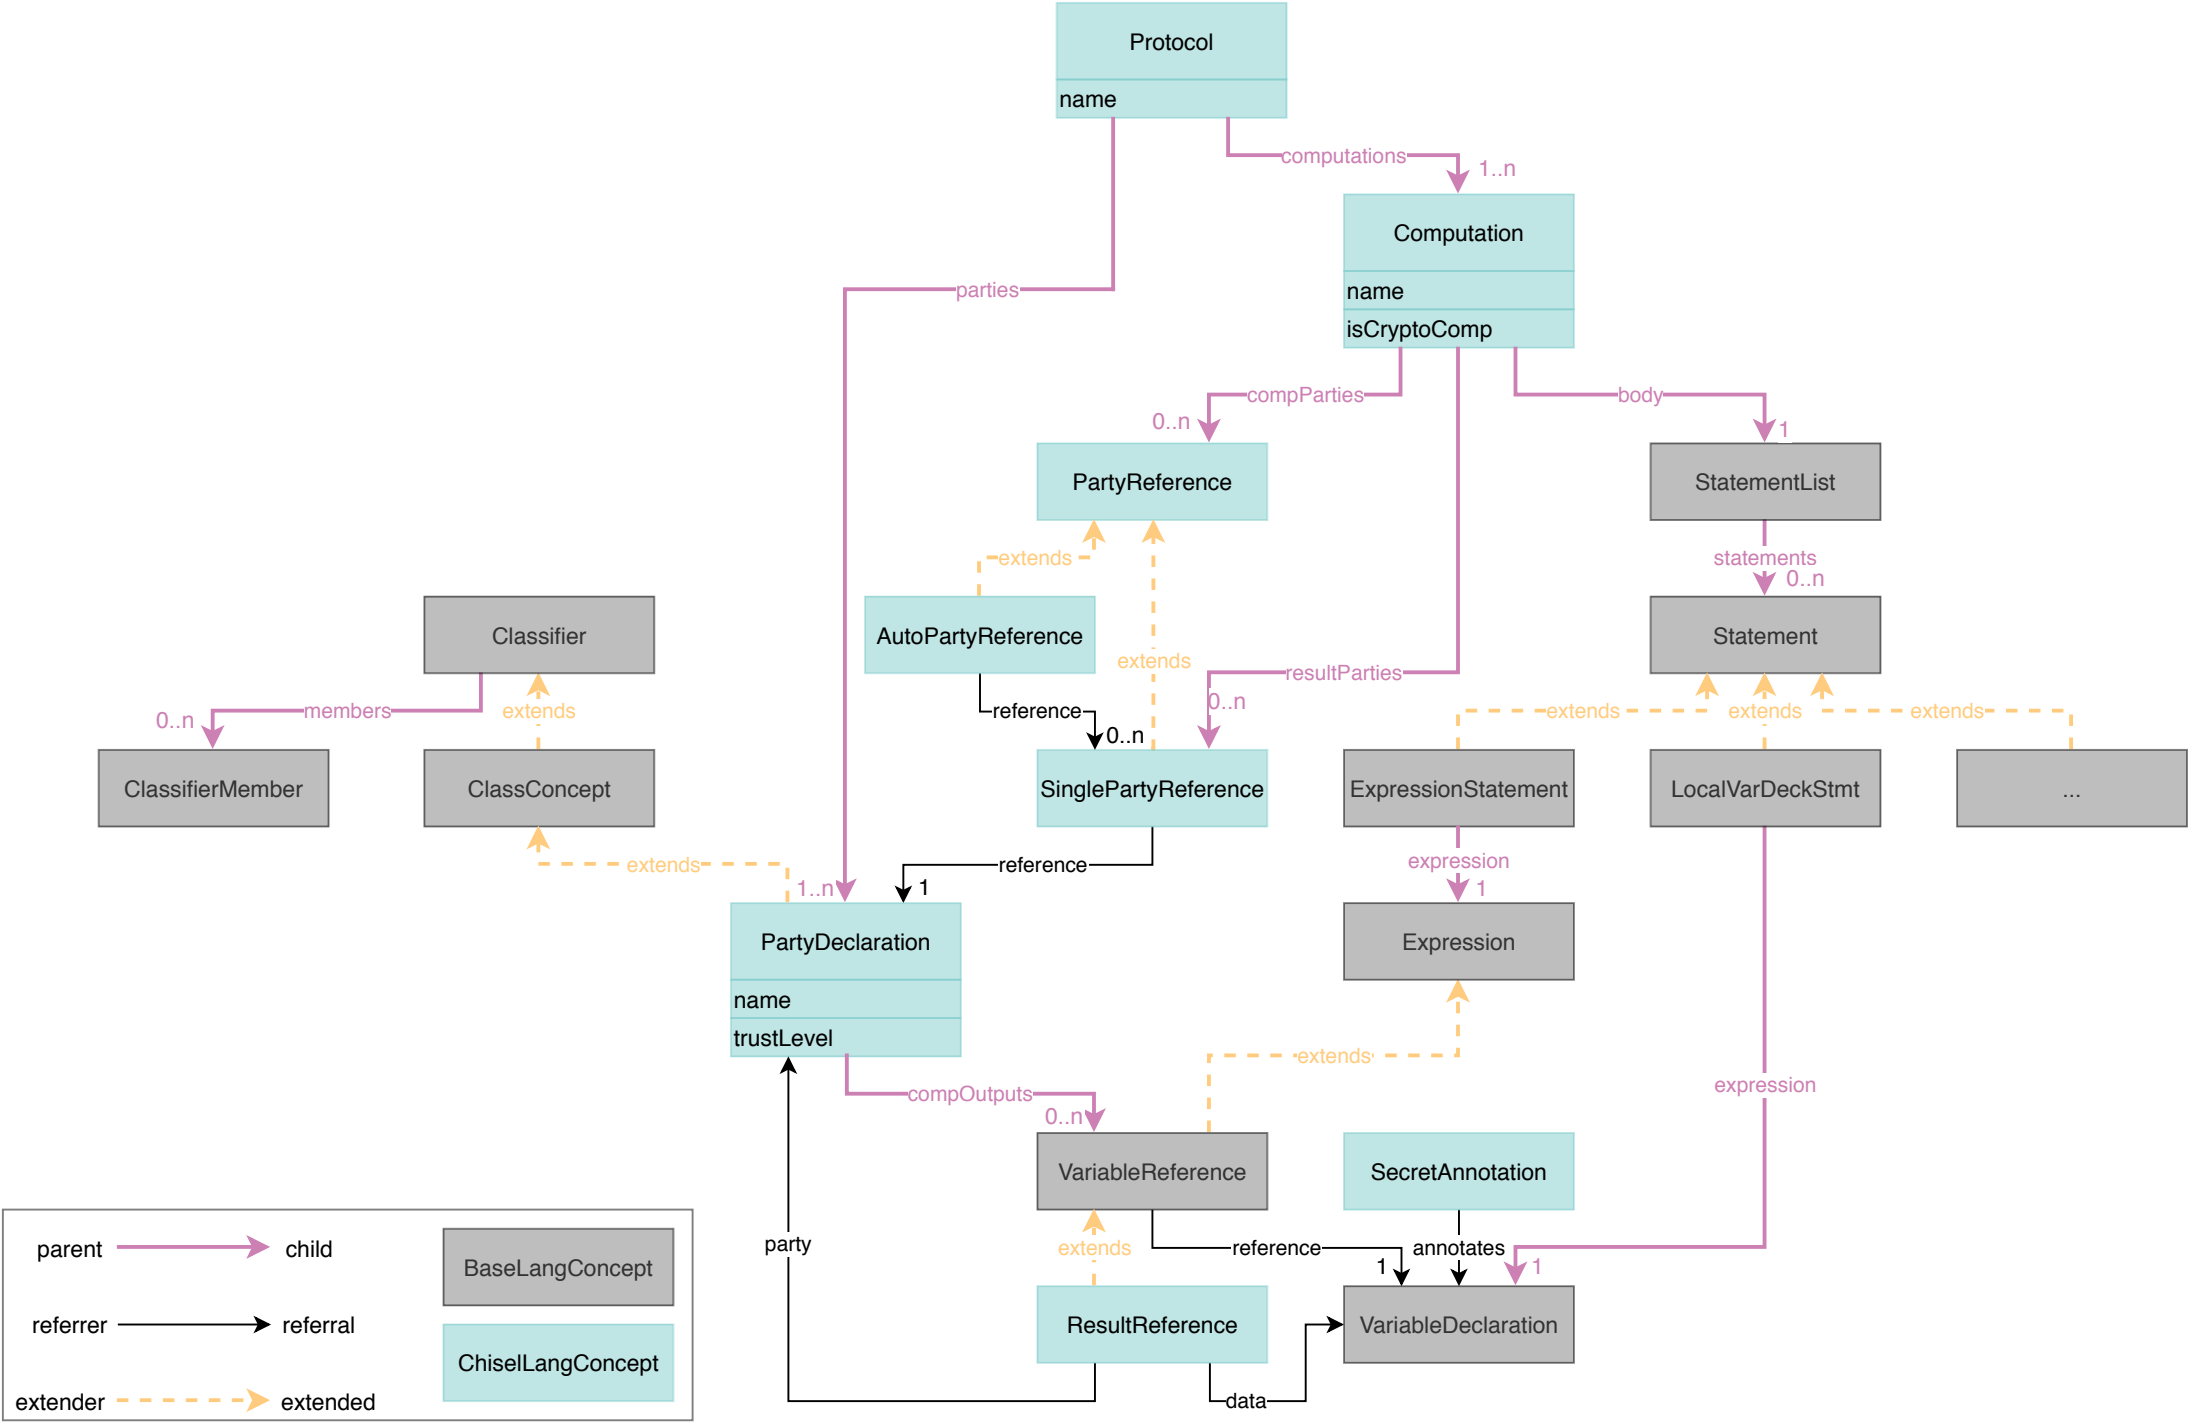 Protocol
name
computations
1..n
Computation
name
isCryptoComp
parties
compParties
0..n
body
1
PartyReference
StatementList
extends
statements
0..n
Classifier
AutoPartyReference
Statement
extends
resultParties
0..n
members
0..n
extends
reference
0..n
extends
extends
extends
ClassifierMember
ClassConcept
SinglePartyReference
ExpressionStatement
LocalVarDeckStmt
...
extends
reference
expression
1..n
1
1
PartyDeclaration
name
trustLevel
Expression
extends
compOutputs
0..n
expression
VariableReference
SecretAnnotation
party
extends
reference
1
annotates
1
ResultReference
VariableDeclaration
data
parent
child
BaseLangConcept
referrer
referral
ChiselLangConcept
extender
extended